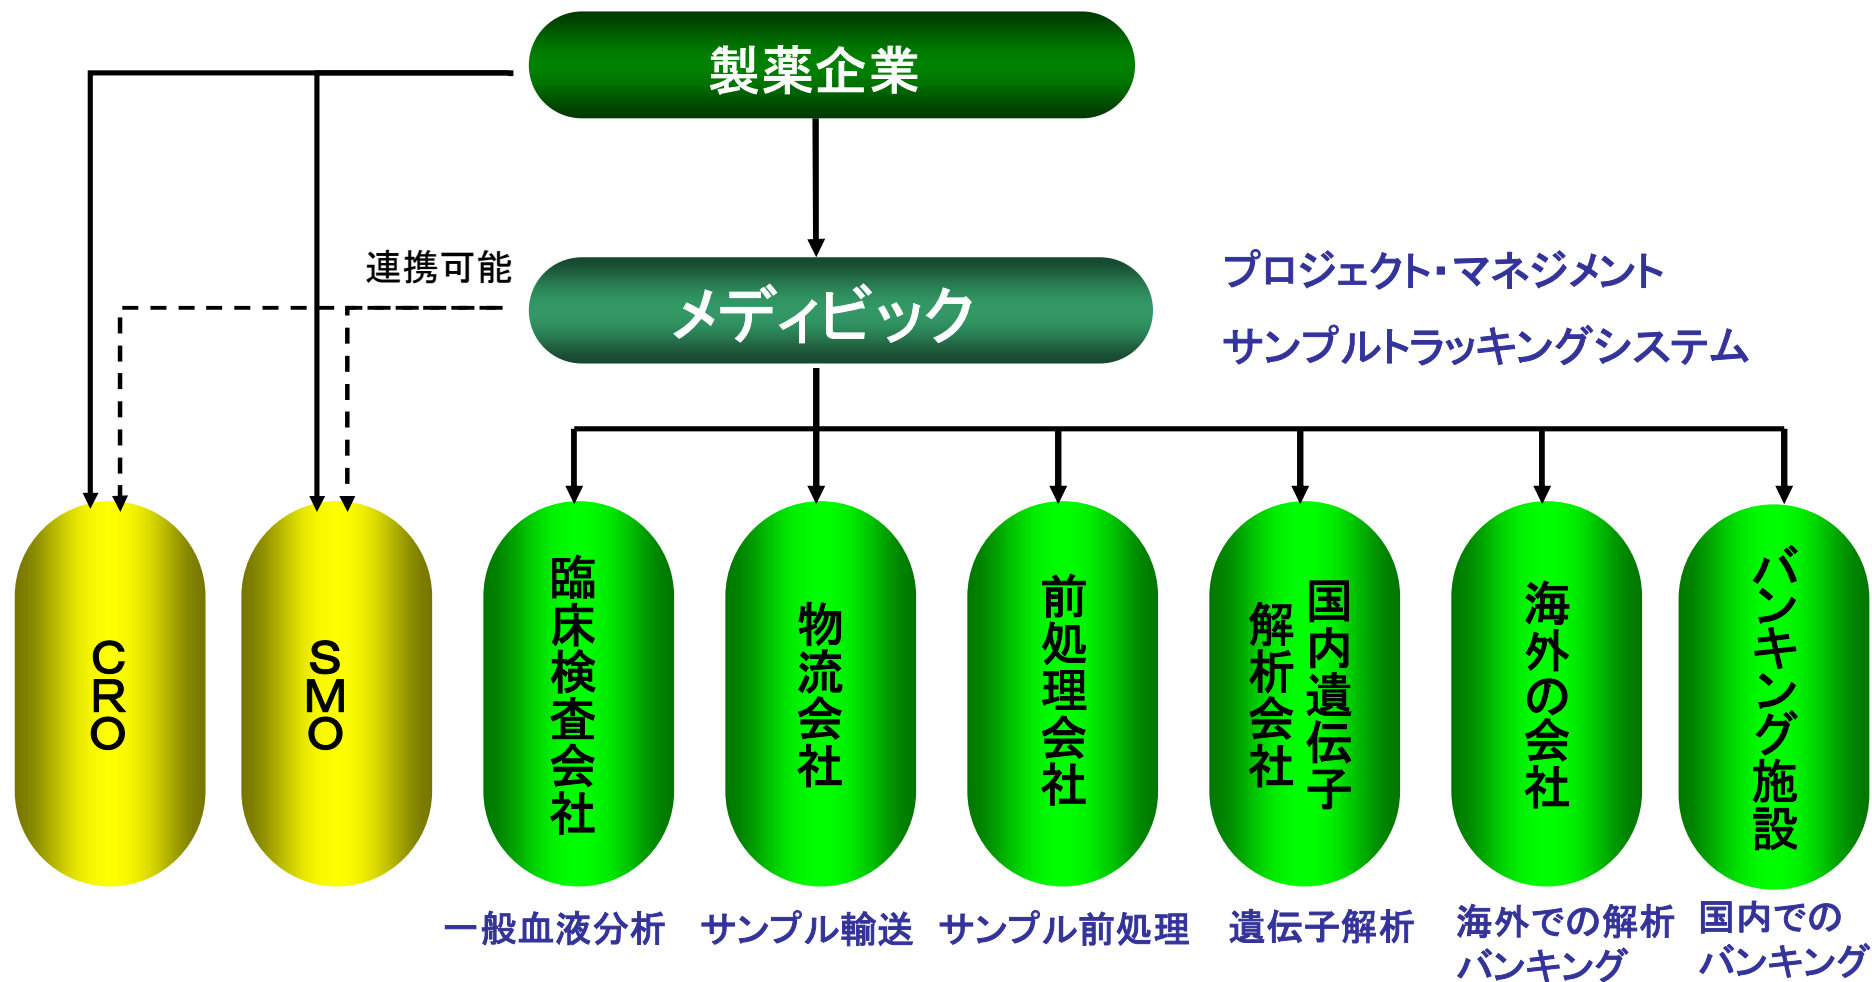 製薬企業
連携可能
メディビック
プロジェクト・マネジメント
サンプルトラッキングシステム
ＣＲＯ
ＳＭＯ
臨床検査会社
物流会社
前処理会社
国内遺伝子
解析会社
海外の会社
バンキング施設
一般血液分析
サンプル輸送
サンプル前処理
遺伝子解析
海外での解析
バンキング
国内での
バンキング